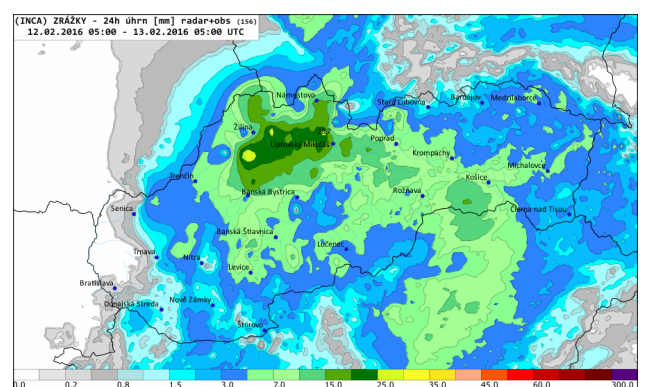 (INCA) ZRÁŽKY - 24h úhrn [mm] radar+obs (156)
12.02.2016 05:00 - 13.02.2016 05:00 UTC
Námestovo
Stará Ľubovňa
Bardejov
Medzilaborce
Žilina
Liptovský Mikuláš
Poprad
Krompachy
Michalovce
Trenčín
Košice
Banská Bystrica
Rožňava
Senica
Čierna nad Tisou
Banská Štiavnica
Lučenec
Trnava
Nitra
Levice
Bratislava
Dunajská Streda
Nové Zámky
Štúrovo
0.0 0.2 0.8 1.5 3.0 7.0 15.0 25.0 35.0 45.0 60.0 300.0